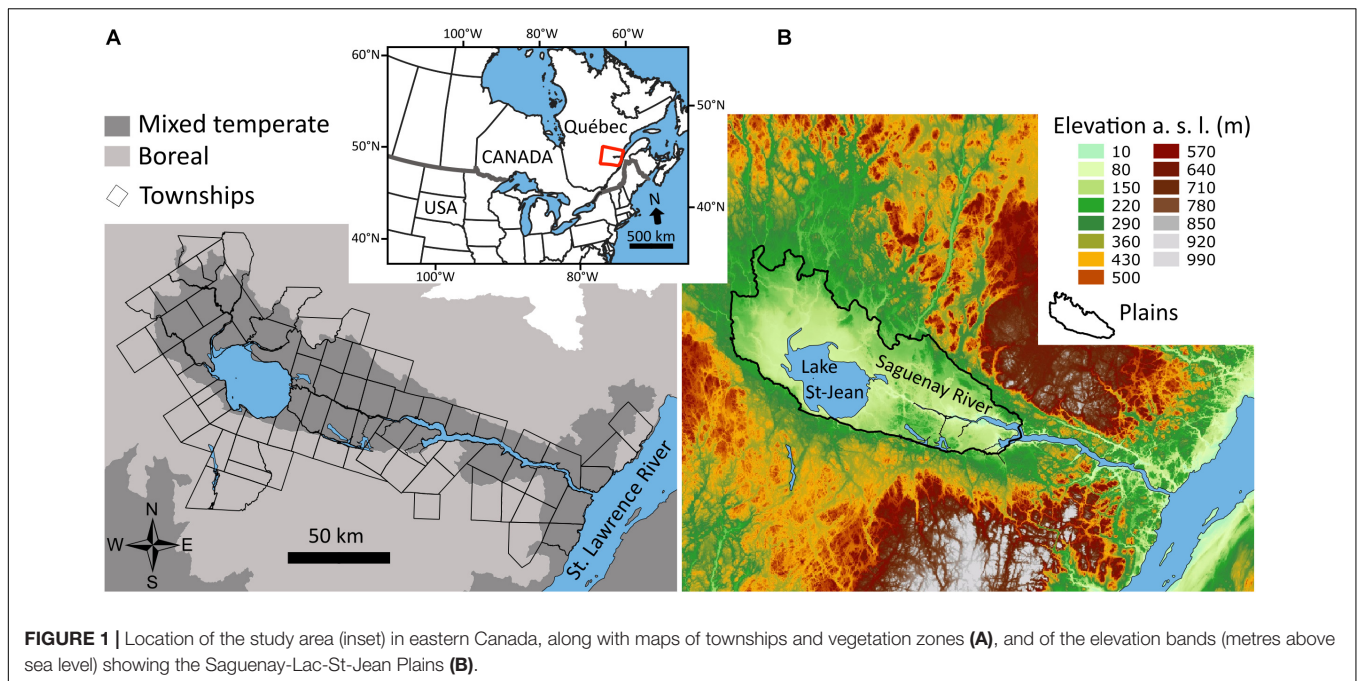 A
Mixed temperate
Boreal
Townships
50 km
N
W E
S
St. Lawrence River
100°W 80°W 60°W
60°N
50°N
50°N
40°N
40°N
100°W 80°W
Québec
CANADA
USA
N
500 km
B
Elevation a. s. l. (m)
10 570
80 640
150 710
220 780
290 850
360 920
430 990
500
Plains
Lake
St-Jean
Saguenay River
FIGURE 1 | Location of the study area (inset) in eastern Canada, along with maps of townships and vegetation zones (A), and of the elevation bands (metres above
sea level) showing the Saguenay-Lac-St-Jean Plains (B).